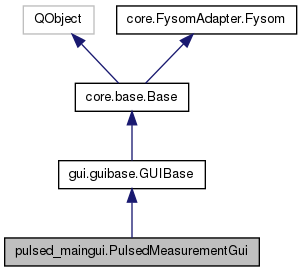 QObject
core.FysomAdapter.Fysom
core.base.Base
gui.guibase.GUIBase
pulsed_maingui.PulsedMeasurementGui